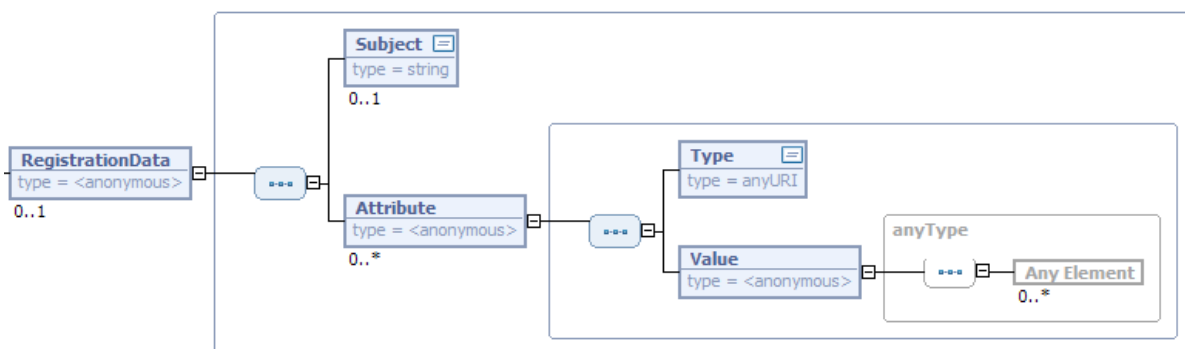 RegistrationData
type = <anonymous>
0..1
Subject
type = string
0..1
Attribute
type = <anonymous>
0..*
Type
type = anyURI
Value
type = <anonymous>
anyType
Any Element
0..*